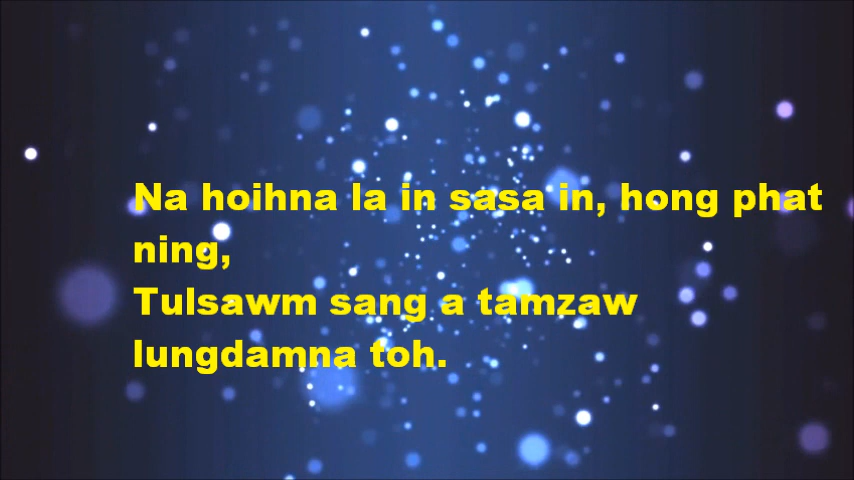 Na hoihna la in sasa in, hong phat
ning,
Tulsawm sang a tamzaw
lungdamna toh.